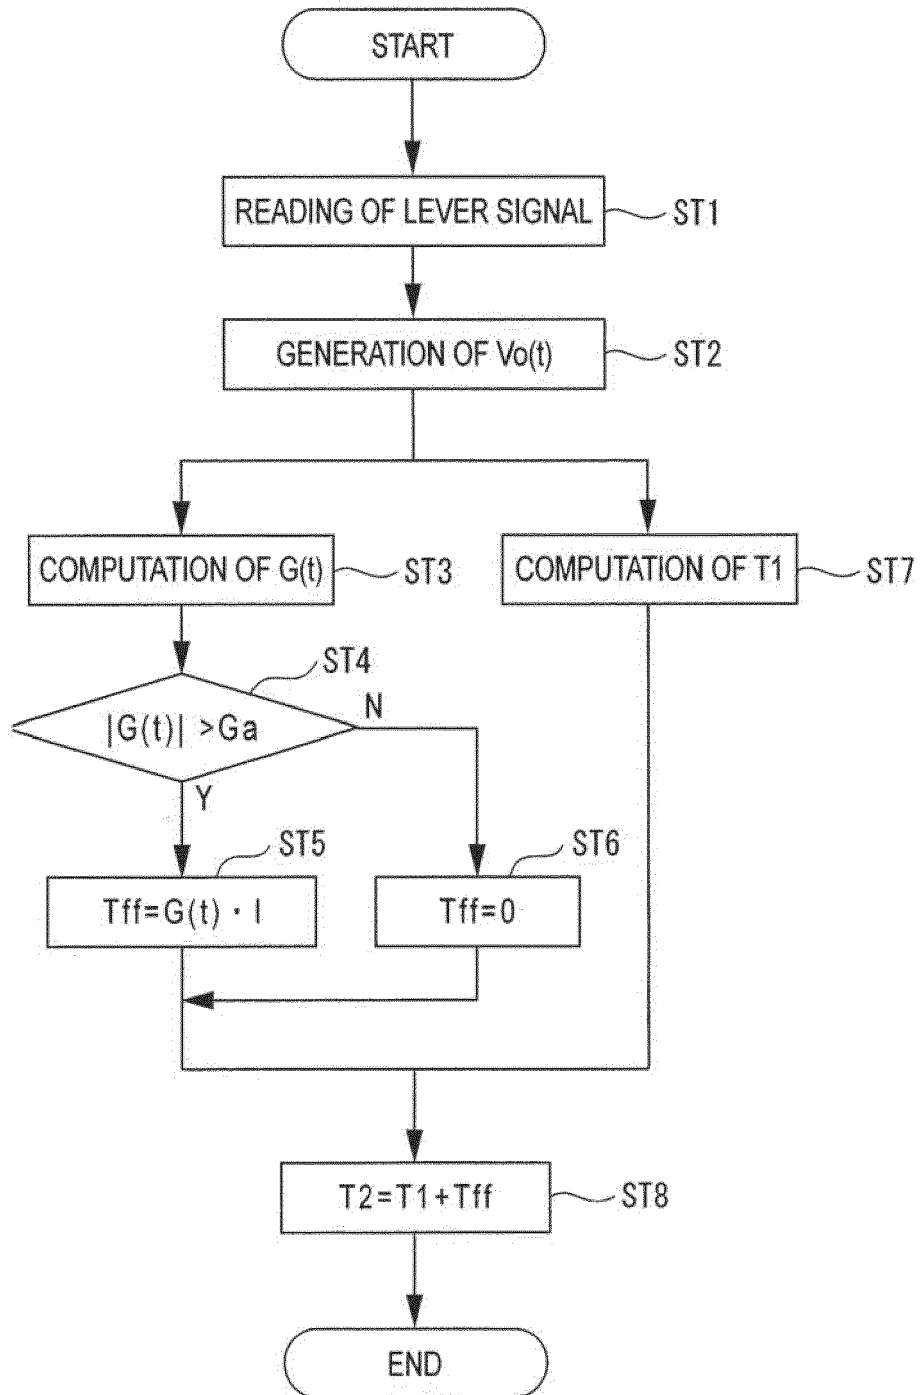 START
READING OF LEVER SIGNAL
ST1
GENERATION OF Vo(t)
ST2
COMPUTATION OF G(t)
ST3
COMPUTATION OF T1
ST7
ST4
|G(t)| >Ga
N
Y
ST5
Tff=G(t) · I
ST6
Tff=0
T2=T1+Tff
ST8
END